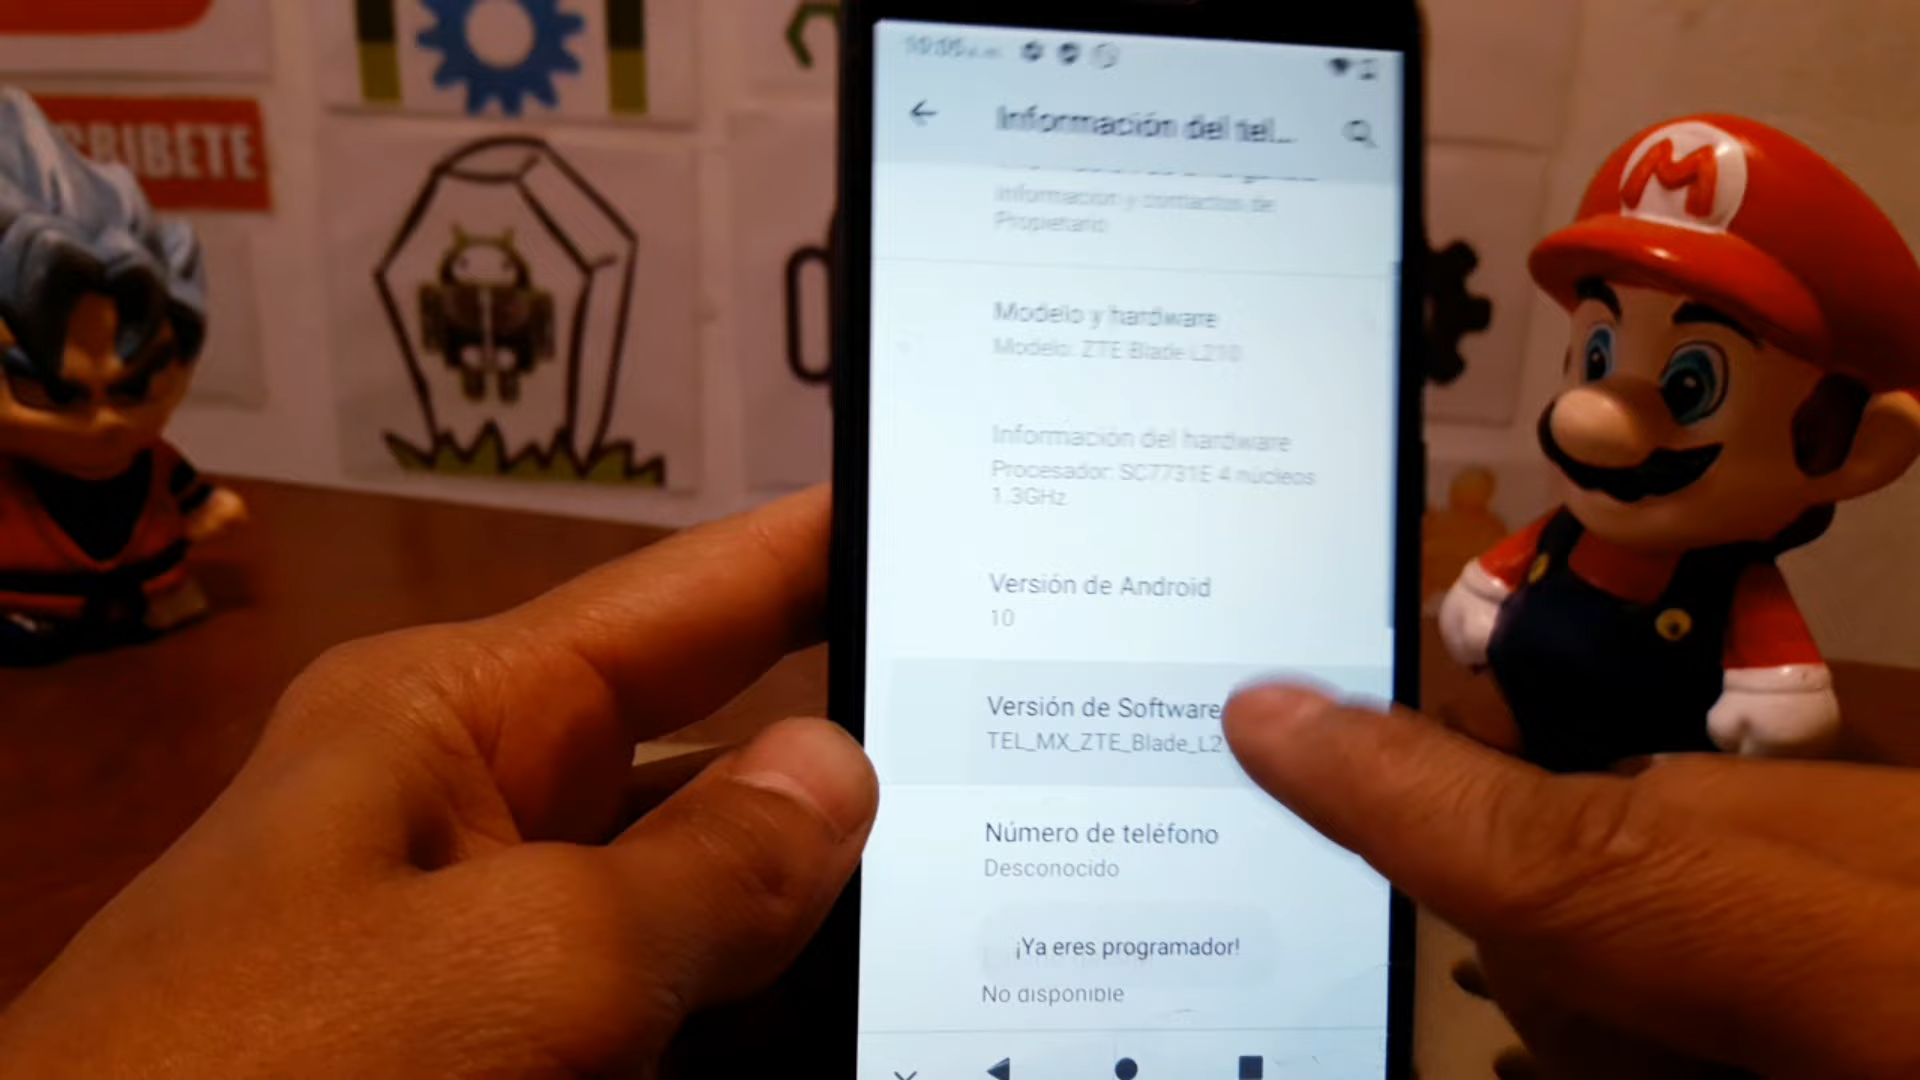 CRIBETE
Información del tel...
Información y contactos de
Propietario
Modelo y hardware
Modelo: ZTE Blade L210
Información del hardware
Procesador: SC7731E 4 núcleos
1.3GHz
Versión de Android
10
Versión de Software
TEL_MX_ZTE_Blade_L2
Número de teléfono
Desconocido
¡Ya eres programador!
No disponible
M